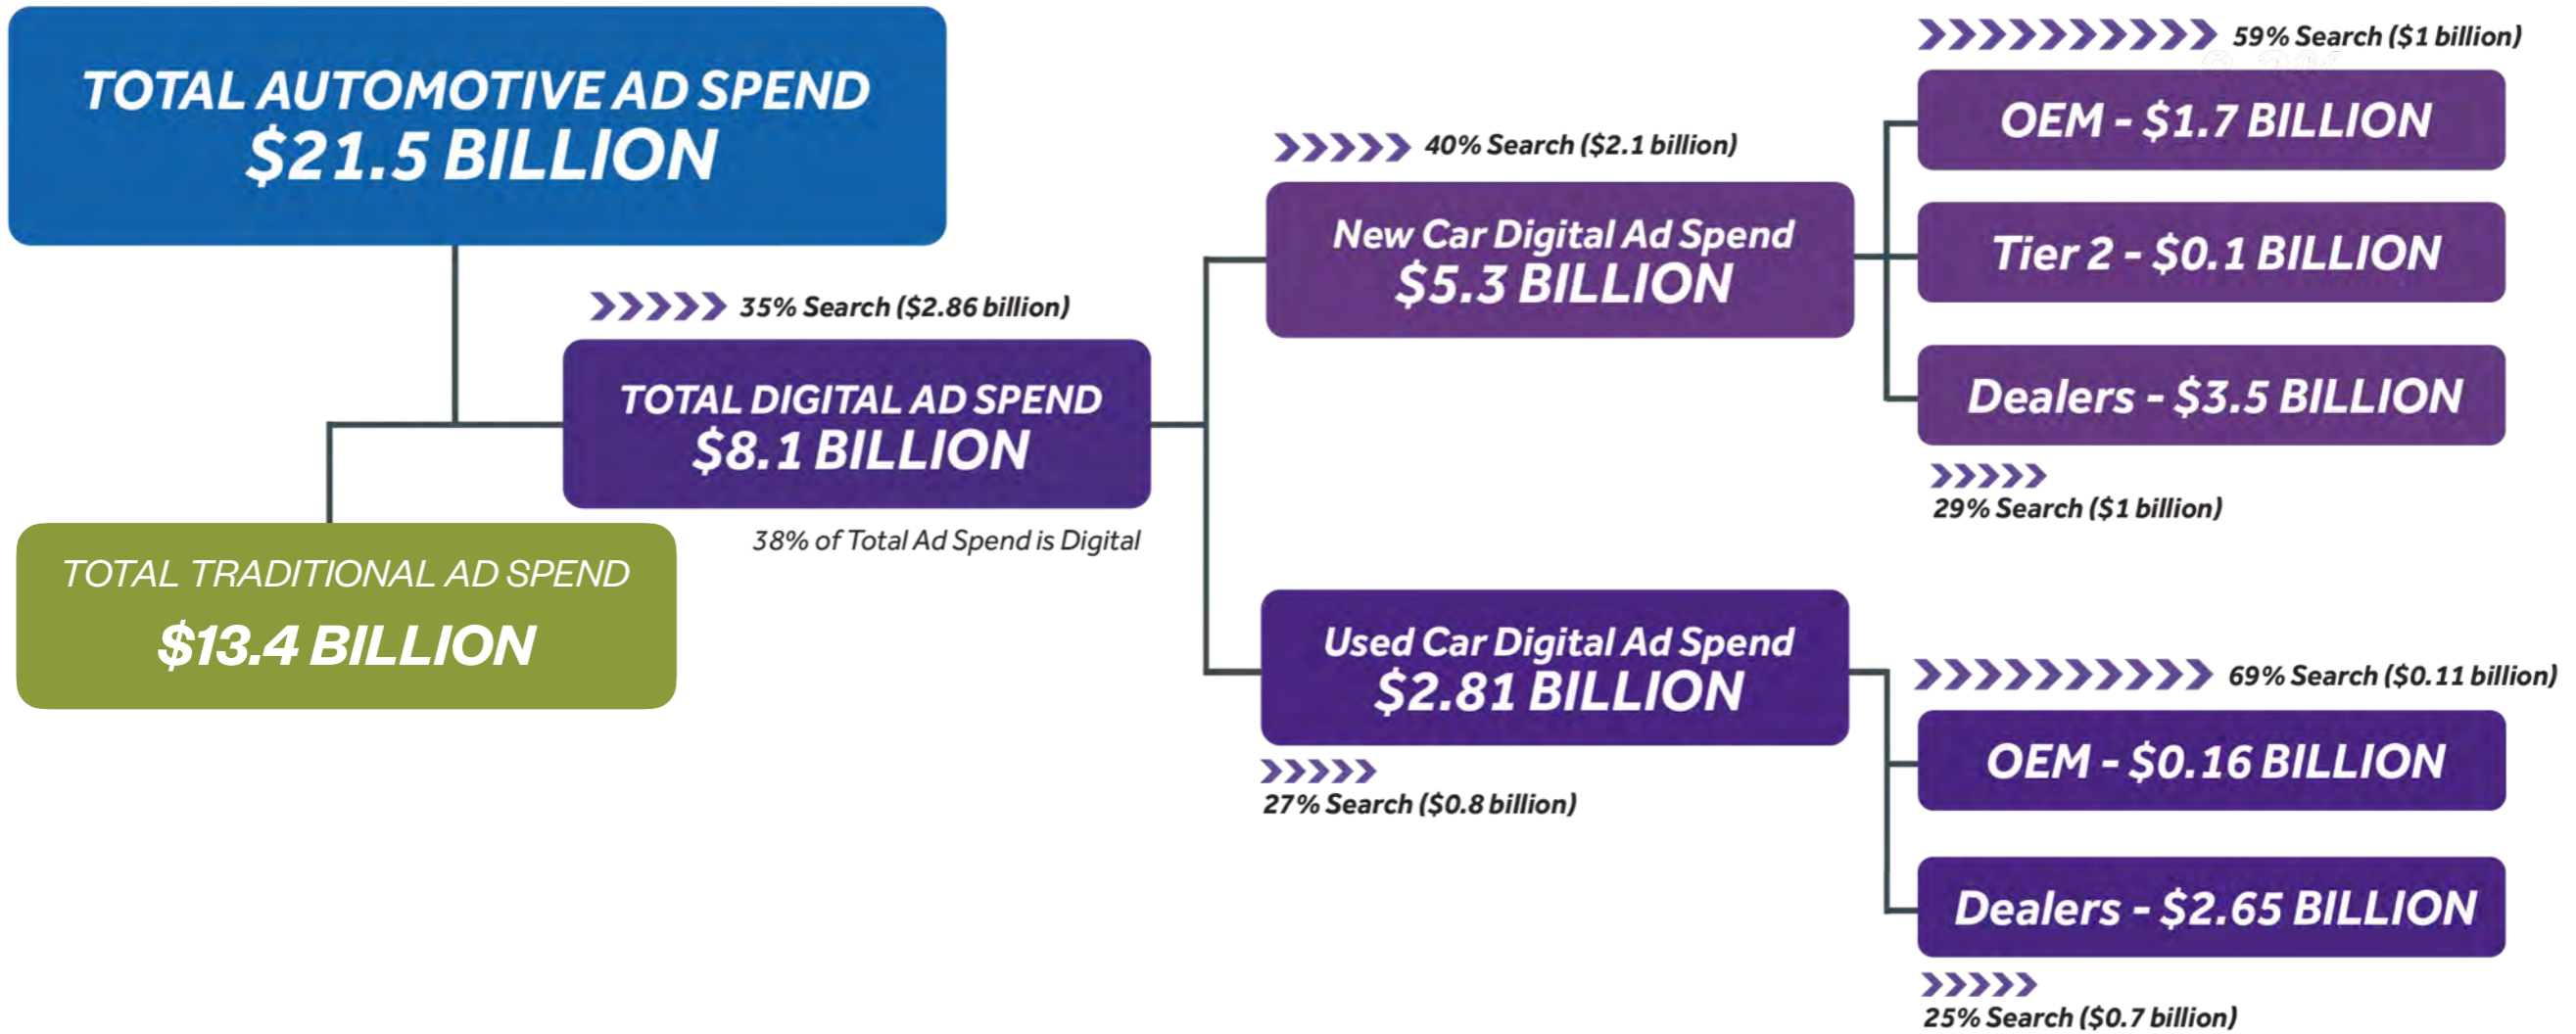 TOTAL AUTOMOTIVE AD SPEND
$21.5 BILLION
35% Search ($2.86 billion)
TOTAL DIGITAL AD SPEND
$8.1 BILLION
38% of Total Ad Spend is Digital
TOTAL TRADITIONAL AD SPEND
$13.4 BILLION
40% Search ($2.1 billion)
New Car Digital Ad Spend
$5.3 BILLION
59% Search ($1 billion)
OEM - $1.7 BILLION
Tier 2 - $0.1 BILLION
Dealers - $3.5 BILLION
29% Search ($1 billion)
Used Car Digital Ad Spend
$2.81 BILLION
27% Search ($0.8 billion)
69% Search ($0.11 billion)
OEM - $0.16 BILLION
Dealers - $2.65 BILLION
25% Search ($0.7 billion)